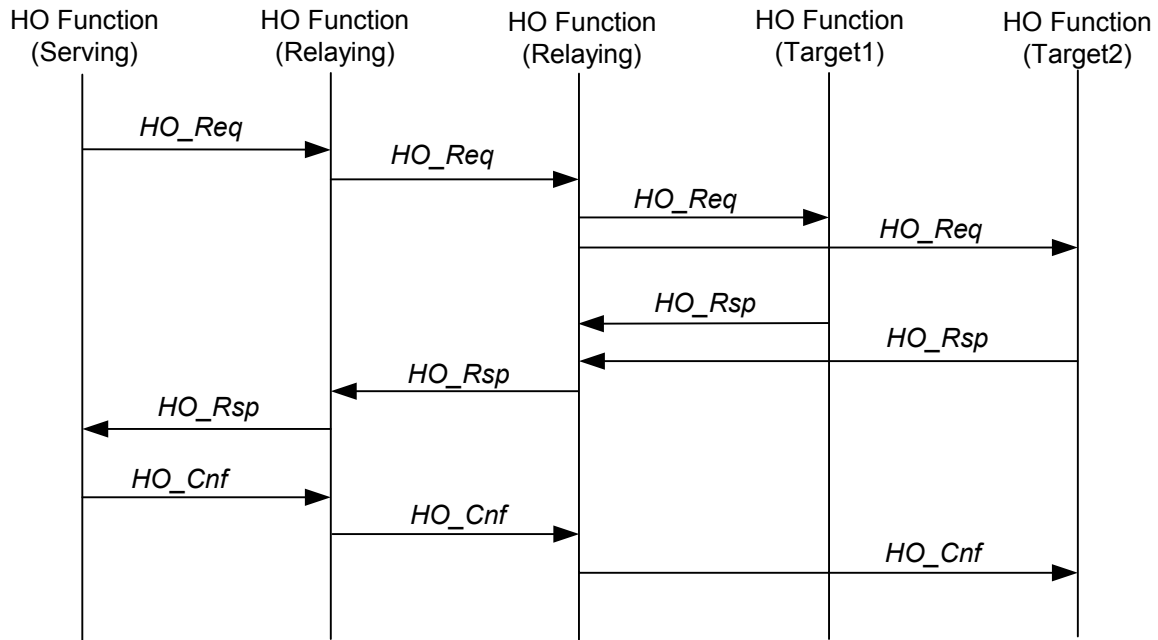 HO Function
(Serving)
HO Function
(Relaying)
HO Function
(Relaying)
HO Function
(Target1)
HO Function
(Target2)
HO_Req
HO_Req
HO_Req
HO_Req
HO_Rsp
HO_Rsp
HO_Rsp
HO_Rsp
HO_Cnf
HO_Cnf
HO_Cnf